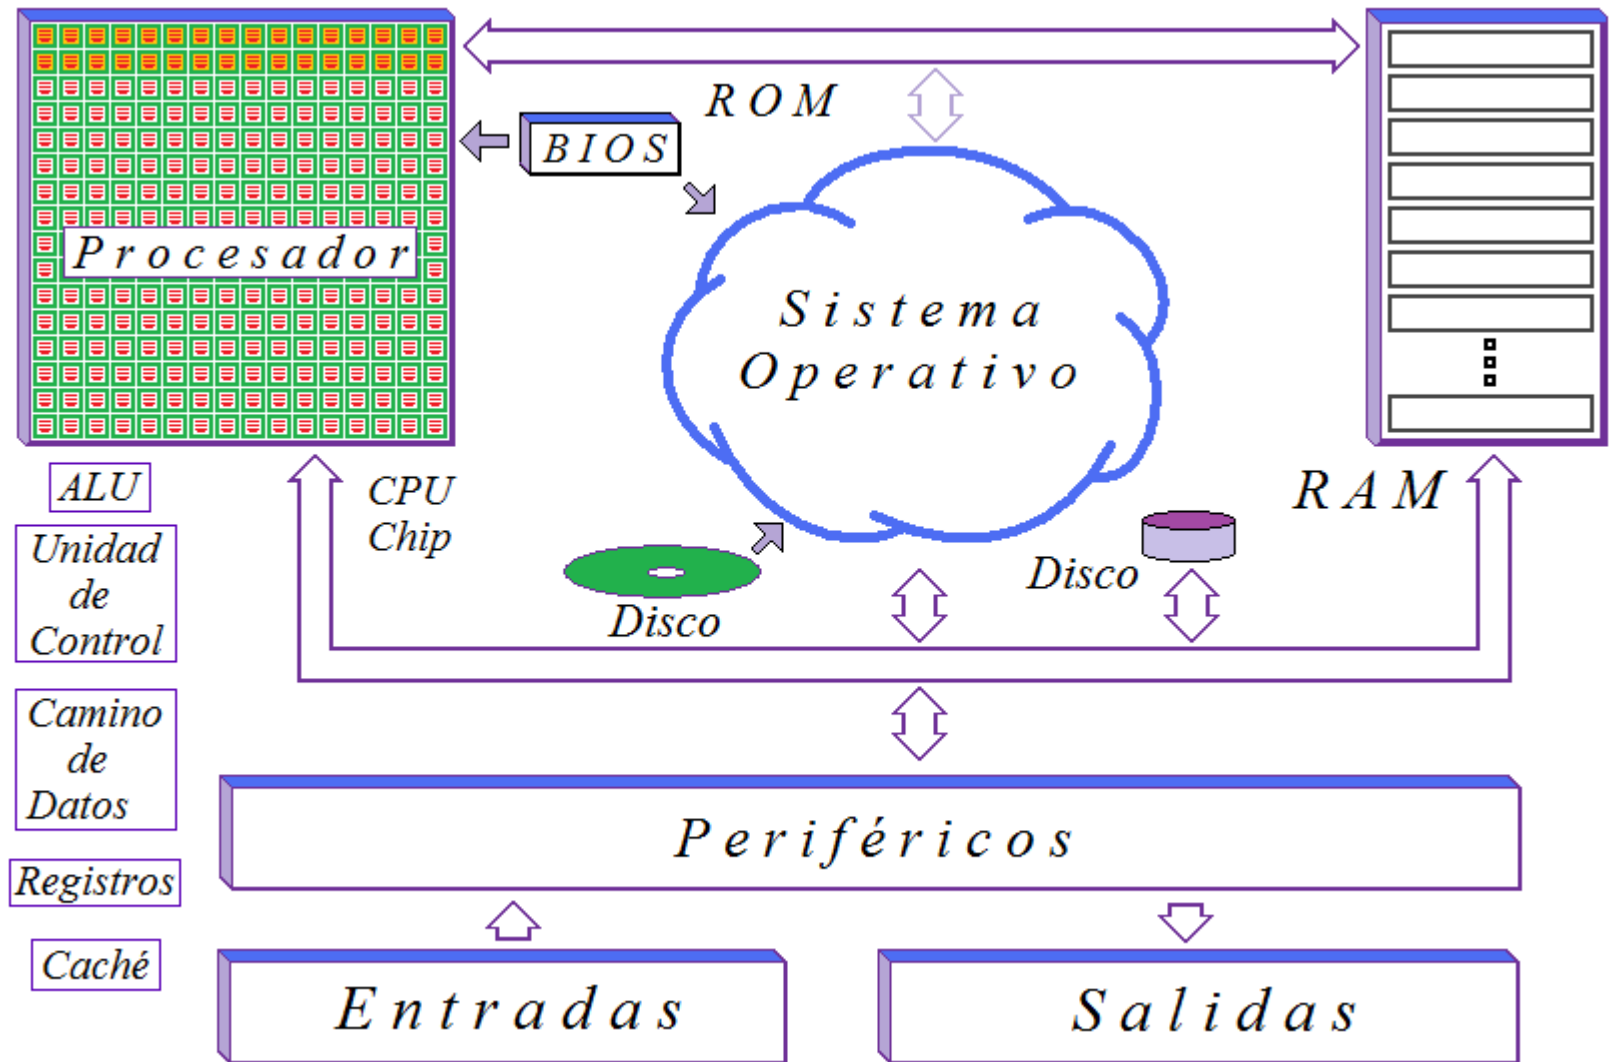 ROM
BIOS
Procesador
Sistema
Operativo
ALU
CPU
Chip
RAM
Unidad
de
Control
Disco
Disco
Camino
de
Datos
Periféricos
Registros
Caché
Entradas
Salidas